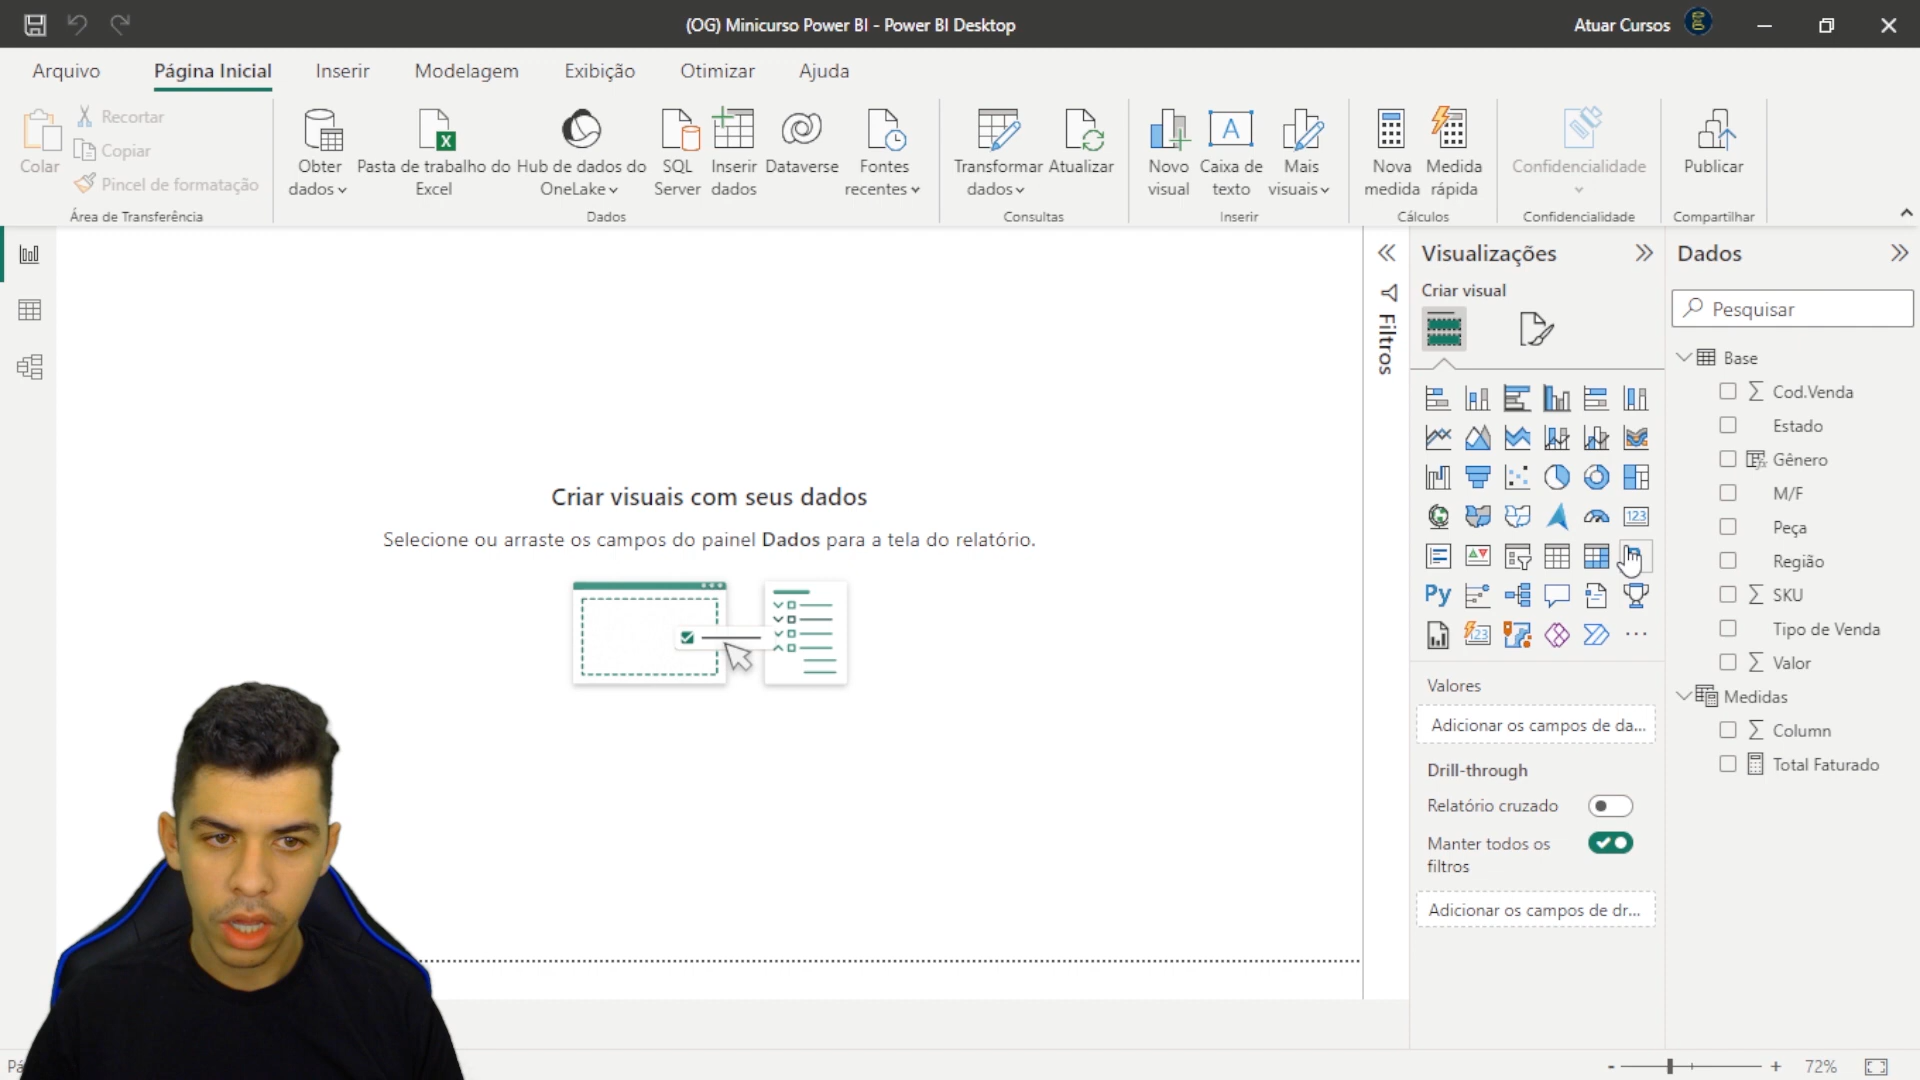 (OG) Minicurso Power BI - Power BI Desktop
Atuar Cursos
Arquivo
Página Inicial
Inserir
Modelagem
Exibição
Otimizar
Ajuda
Colar
Recortar
Copiar
Pincel de formatação
Área de Transferência
Obter
dados
Pasta de trabalho do
Excel
Hub de dados do
OneLake
SQL
Server
Inserir
dados
Dataverse
Fontes
recentes
Dados
Transformar
dados
Atualizar
Consultas
Novo
visual
Caixa de
texto
Mais
visuais
Inserir
Nova
medida
Medida
rápida
Cálculos
Confidencialidade
Confidencialidade
Publicar
Compartilhar
Criar visuais com seus dados
Selecione ou arraste os campos do painel Dados para a tela do relatório.
Filtros
Visualizações
Criar visual
123
Py
123
Valores
Adicionar os campos de da...
Drill-through
Relatório cruzado
Manter todos os
filtros
Adicionar os campos de dr...
Dados
Pesquisar
Base
Cod.Venda
Estado
Gênero
M/F
Peça
Região
SKU
Tipo de Venda
Valor
Medidas
Column
Total Faturado
- + 72%